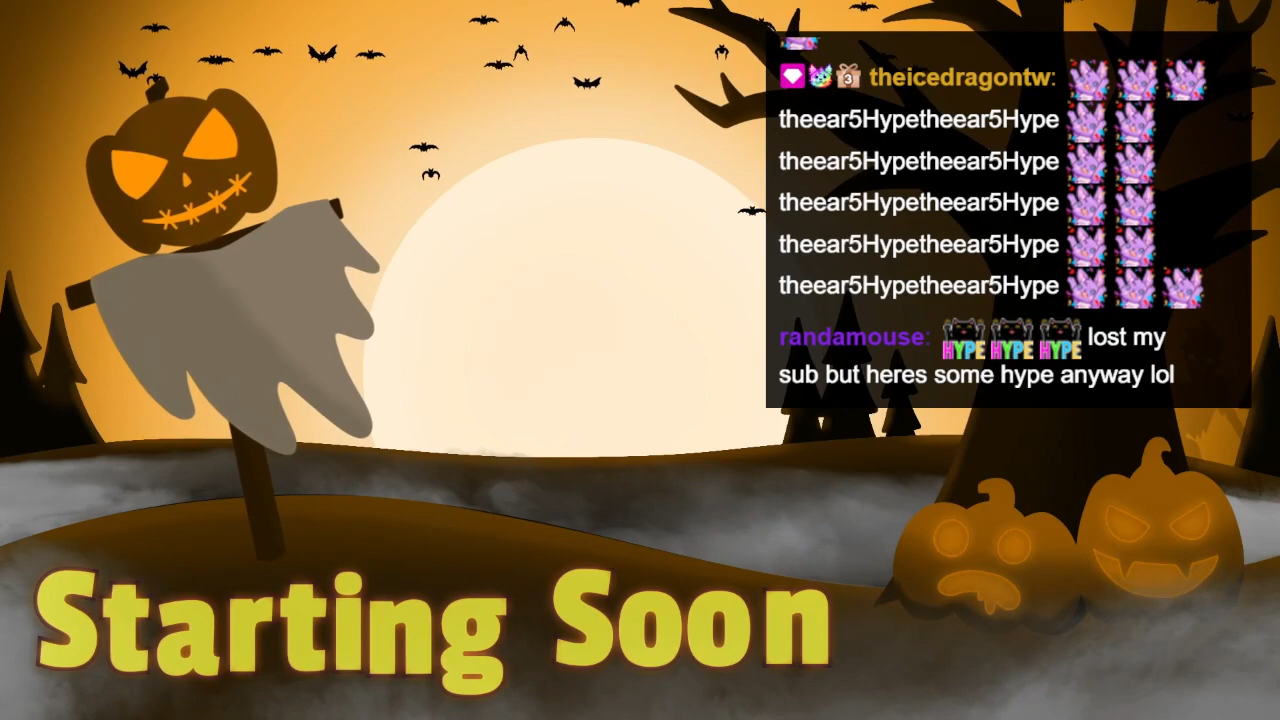 3 theicedragontw:
theear5Hypetheear5Hype
theear5Hypetheear5Hype
theear5Hypetheear5Hype
theear5Hypetheear5Hype
theear5Hypetheear5Hype
randamouse: HYPE HYPE HYPE lost my
sub but heres some hype anyway lol
Starting Soon